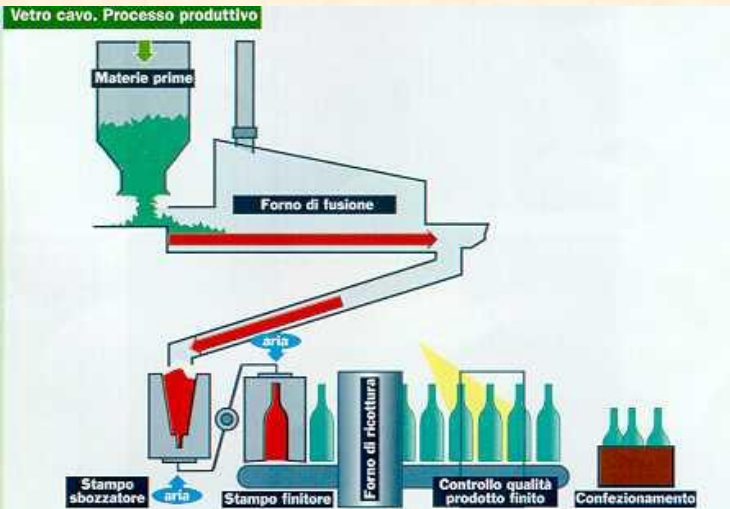 Vetro cavo. Processo produttivo
Materie prime
Forno di fusione
aria
Forno di ricottura
Stampo
sbozzatore
aria
Stampo finitore
Controllo qualità
prodotto finito
Confezionamento